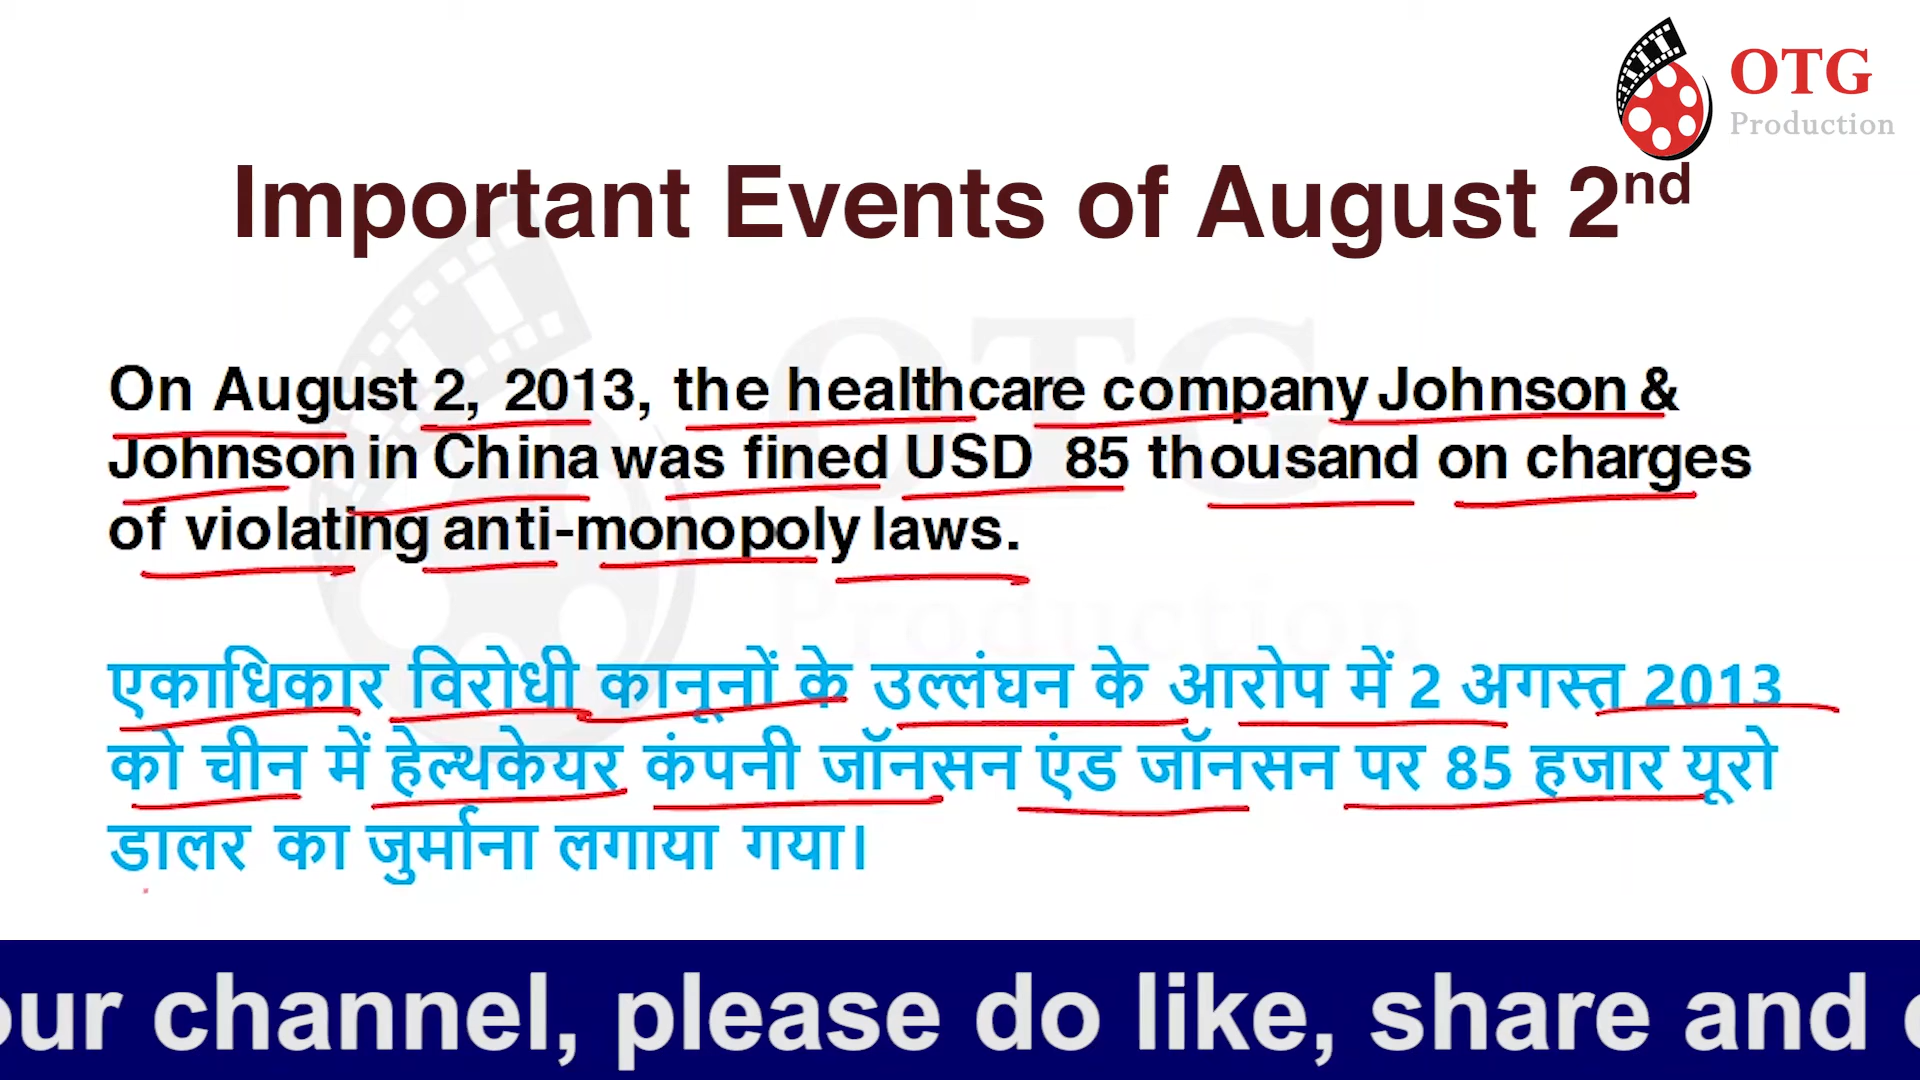 OTG
Production
Important Events of August 2nd
On August 2, 2013, the healthcare company Johnson &
Johnson in China was fined USD 85 thousand on charges
of violating anti-monopoly laws.
एकाधिकार विरोधी कानूनों के उल्लंघन के आरोप में 2 अगस्त 2013
को चीन में हेल्थकेयर कंपनी जॉनसन एंड जॉनसन पर 85 हजार यूरो
डालर का जुर्माना लगाया गया।
our channel, please do like, share and